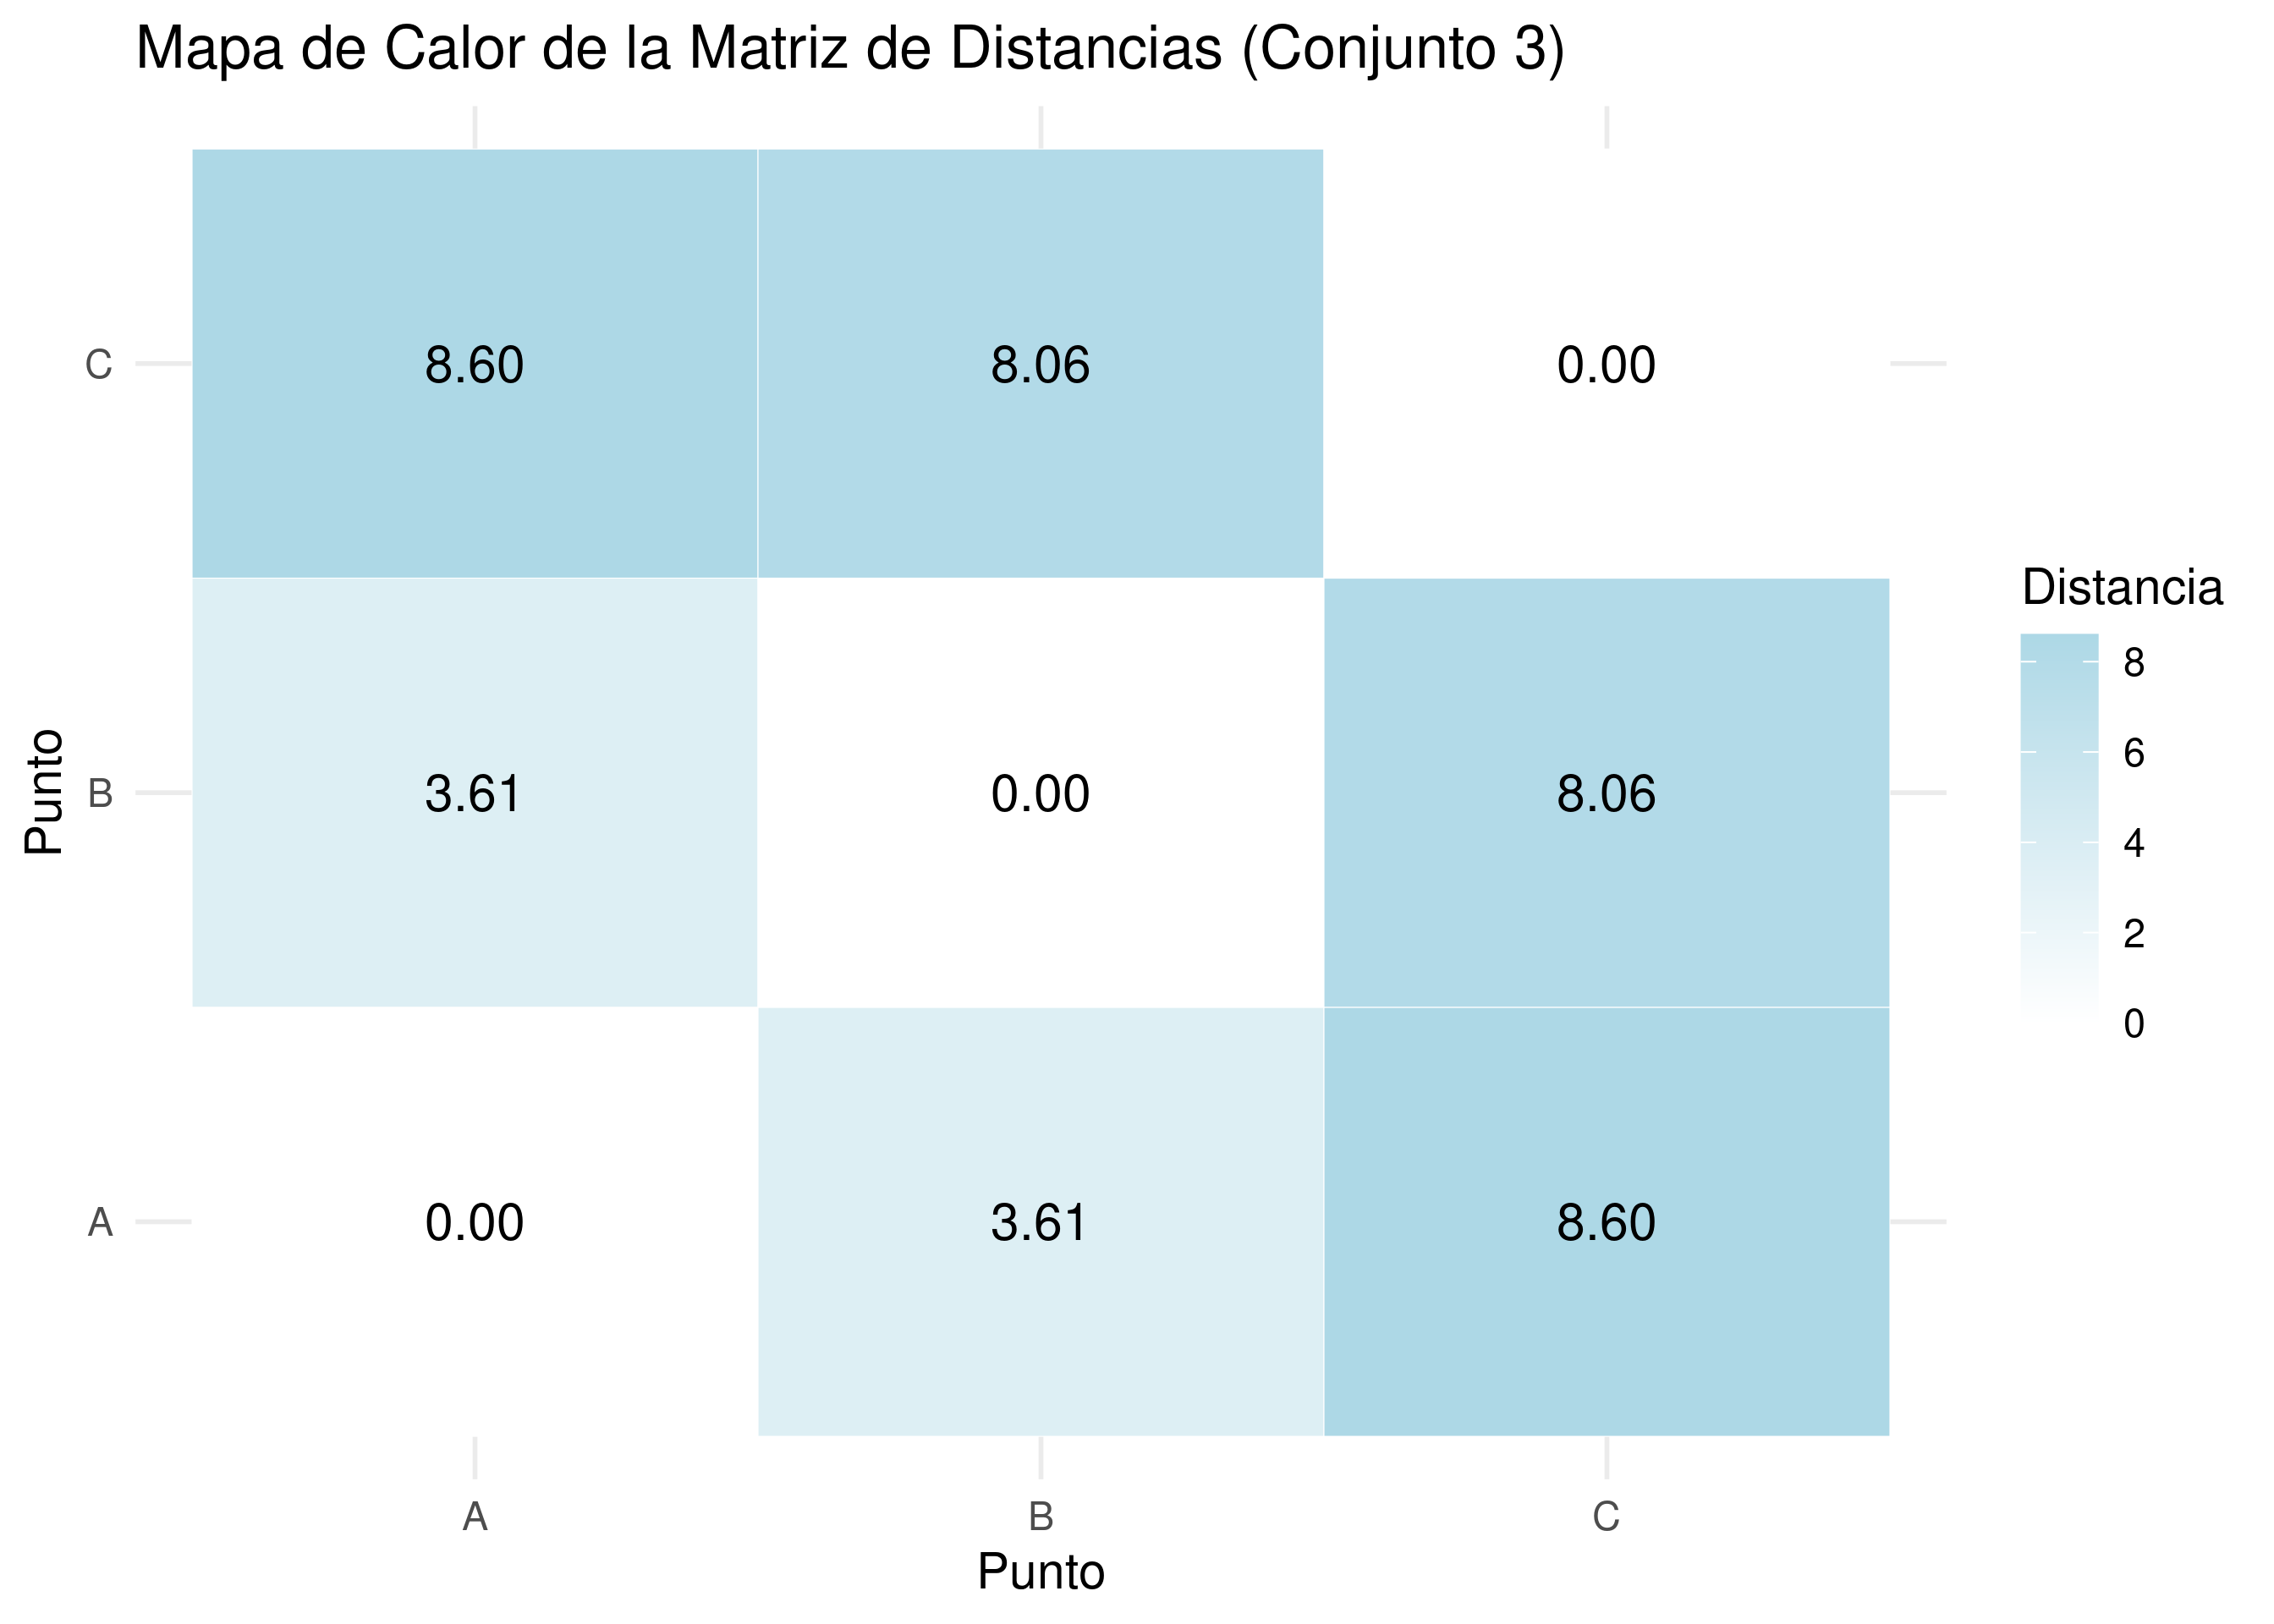 Mapa de Calor de la Matriz de Distancias (Conjunto 3)
C
8.60
8.06
0.00
B
3.61
0.00
8.06
A
0.00
3.61
8.60
A
B
C
Punto
Punto
Distancia
8
6
4
2
0